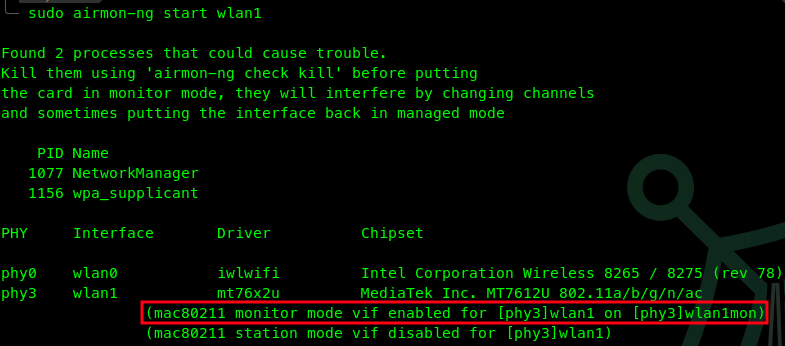 sudo airmon-ng start wlan1
Found 2 processes that could cause trouble.
Kill them using 'airmon-ng check kill' before putting
the card in monitor mode, they will interfere by changing channels
and sometimes putting the interface back in managed mode
PID Name
1077 NetworkManager
1156 wpa_supplicant
PHY Interface Driver Chipset
phy0 wlan0 iwlwifi Intel Corporation Wireless 8265 / 8275 (rev 78)
phy3 wlan1 mt76x2u MediaTek Inc. MT7612U 802.11a/b/g/n/ac
(mac80211 monitor mode vif enabled for [phy3]wlan1 on [phy3]wlan1mon)
(mac80211 station mode vif disabled for [phy3]wlan1)